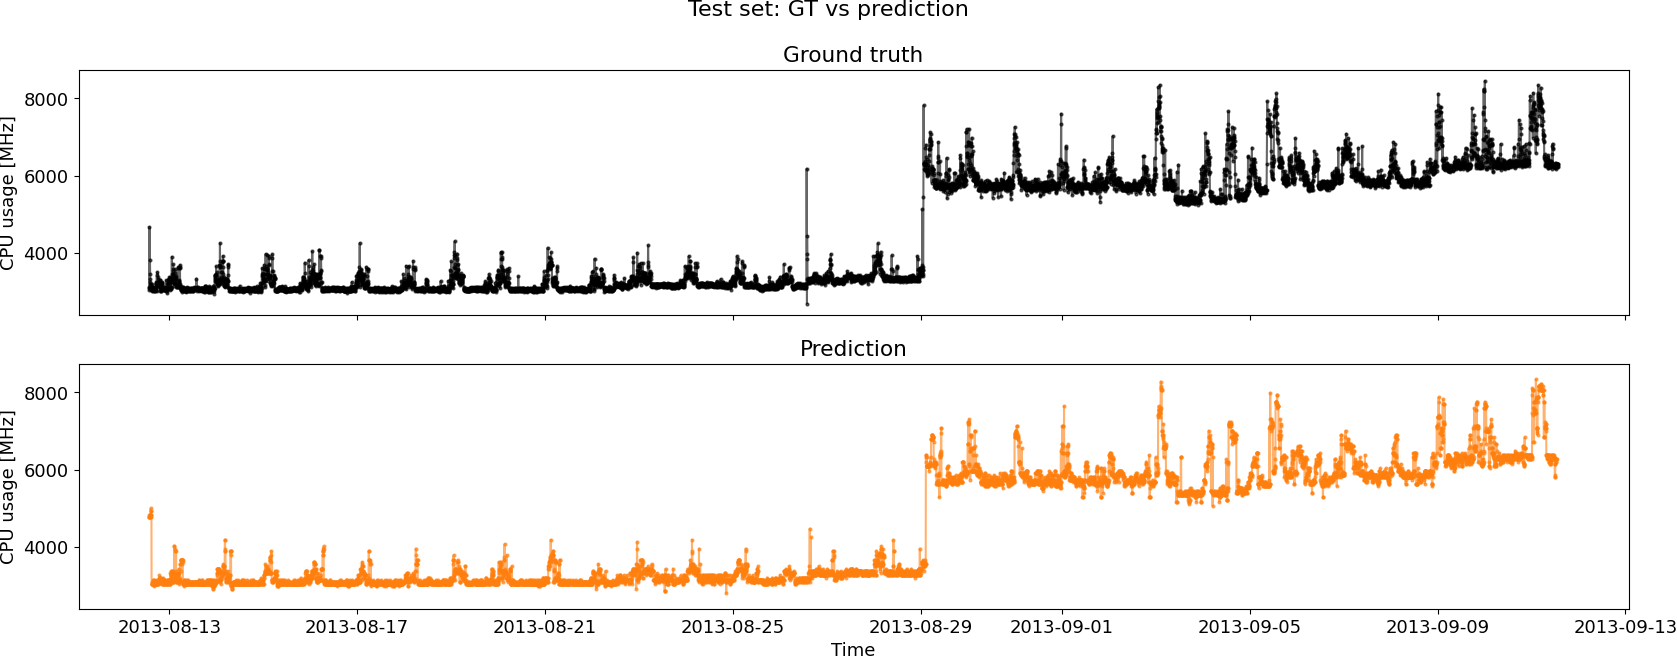 Test set: GT vs prediction
Ground truth
8000
6000
4000
CPU usage [MHz]
Prediction
8000
6000
4000
CPU usage [MHz]
2013-08-13 2013-08-17 2013-08-21 2013-08-25 2013-08-29 2013-09-01 2013-09-05 2013-09-09 2013-09-13
Time